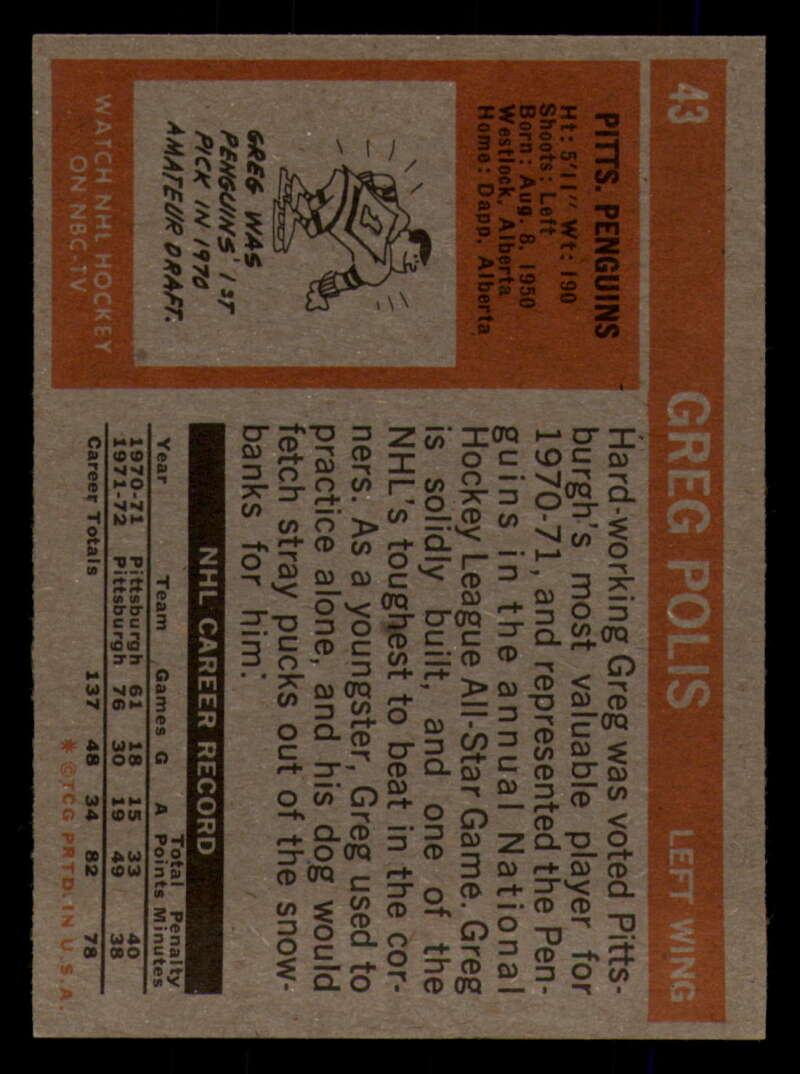 43 GREG POLIS LEFT WING
PITTS. PENGUINS
Ht: 5'11" Wt: 190
Shoots: Left
Born: Aug. 8, 1950
Westlock, Alberta
Home: Dapp, Alberta
GREG WAS
PENGUINS' 1ST
PICK IN 1970
AMATEUR DRAFT.
WATCH NHL HOCKEY
ON NBC-TV
Hard-working Greg was voted Pitts-
burgh's most valuable player for
1970-71, and represented the Pen-
guins in the annual National
Hockey League All-Star Game. Greg
is solidly built, and one of the
NHL's toughest to beat in the cor-
ners. As a youngster, Greg used to
practice alone, and his dog would
fetch stray pucks out of the snow-
banks for him.
NHL CAREER RECORD
Total Penalty
Year Team Games G A Points Minutes
1970-71 Pittsburgh 61 18 15 33 40
1971-72 Pittsburgh 76 30 19 49 38
Career Totals 137 48 34 82 78
* ©TCG PRTD. IN U.S.A.